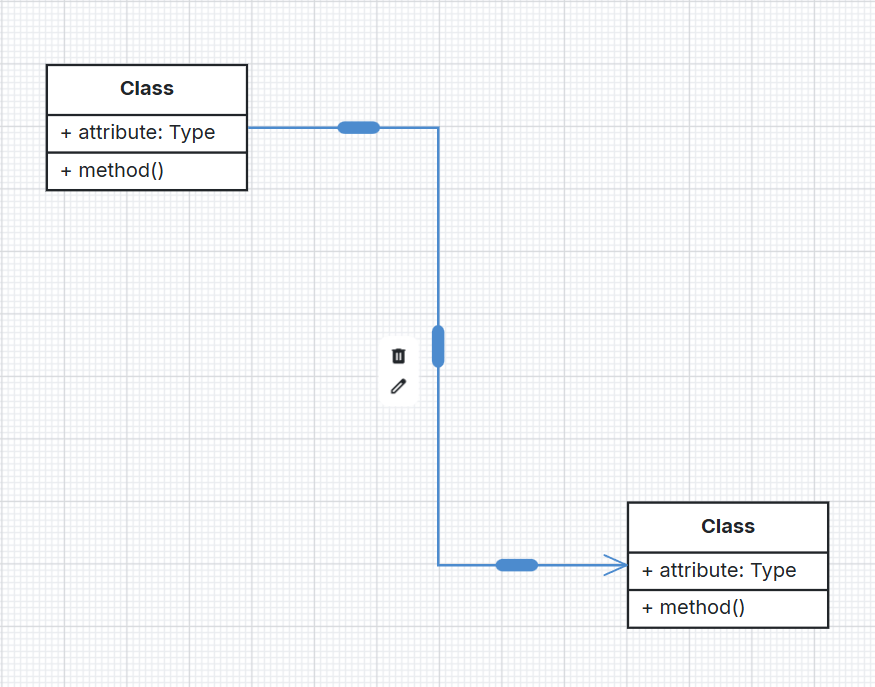 Class
+ attribute: Type
+ method()
Class
+ attribute: Type
+ method()